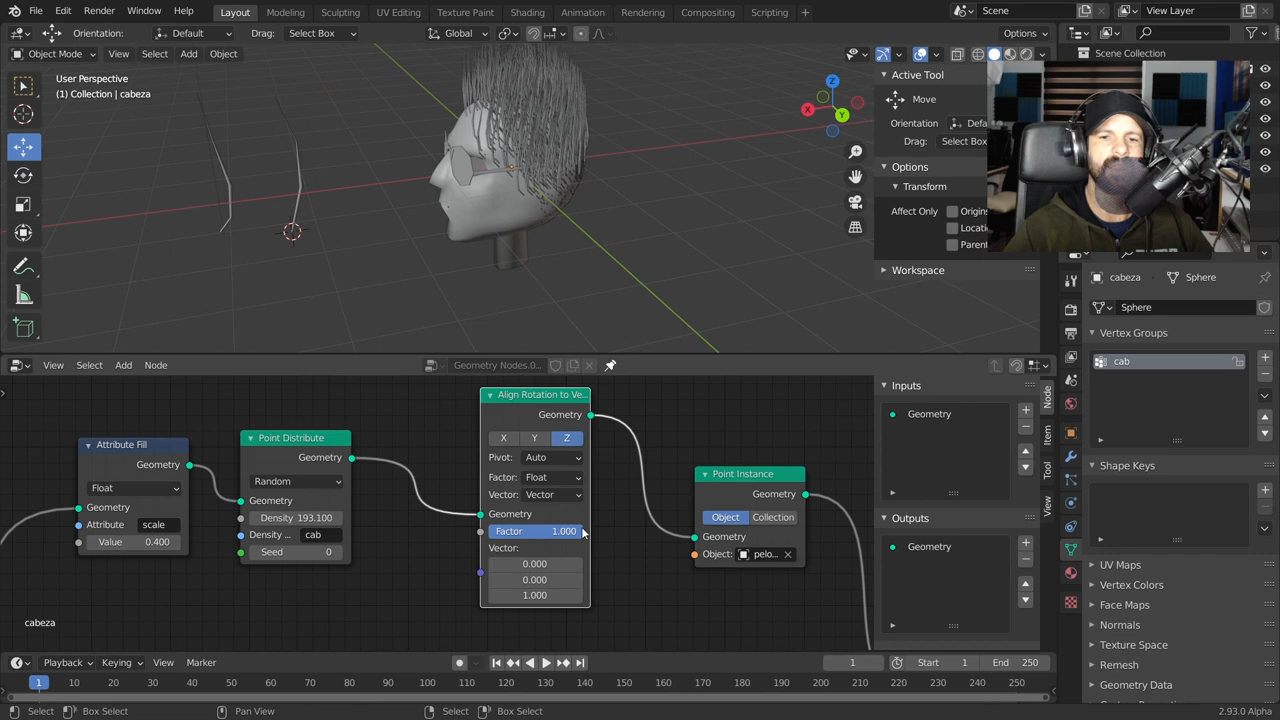 File Edit Render Window Help Layout Modeling Sculpting UV Editing Texture Paint Shading Animation Rendering Compositing Scripting + Scene View Layer
Orientation: Default Drag: Select Box Global Options
Object Mode View Select Add Object
User Perspective
(1) Collection | cabeza
Z
X
Y
Active Tool
Move
Orientation Defa
Drag: Select Box
Options
Transform
Affect Only Origins
Locati
Parent
Workspace
Scene Collection
cabeza Sphere
Sphere
Vertex Groups
cab
Shape Keys
UV Maps
Vertex Colors
Face Maps
Normals
Texture Space
Remesh
Geometry Data
View Select Add Node Geometry Nodes.0...
Attribute Fill
Geometry
Float
Geometry
Attribute scale
Value 0.400
Point Distribute
Geometry
Random
Geometry
Density 193.100
Density ... cab
Seed 0
Align Rotation to Ve...
Geometry
X Y Z
Pivot: Auto
Factor: Float
Vector: Vector
Geometry
Factor 1.000
Vector:
0.000
0.000
1.000
Point Instance
Geometry
Object Collection
Geometry
Object: pelo...
Inputs
Geometry
Outputs
Geometry
Node
Item
Tool
View
cabeza
Playback Keying View Marker 1 Start 1 End 250
1 10 20 30 40 50 60 70 80 90 100 110 120 130 140 150 160 170 180 190 200 210 220 230 240 250
Select Box Select Pan View Select Box Select 2.93.0 Alpha